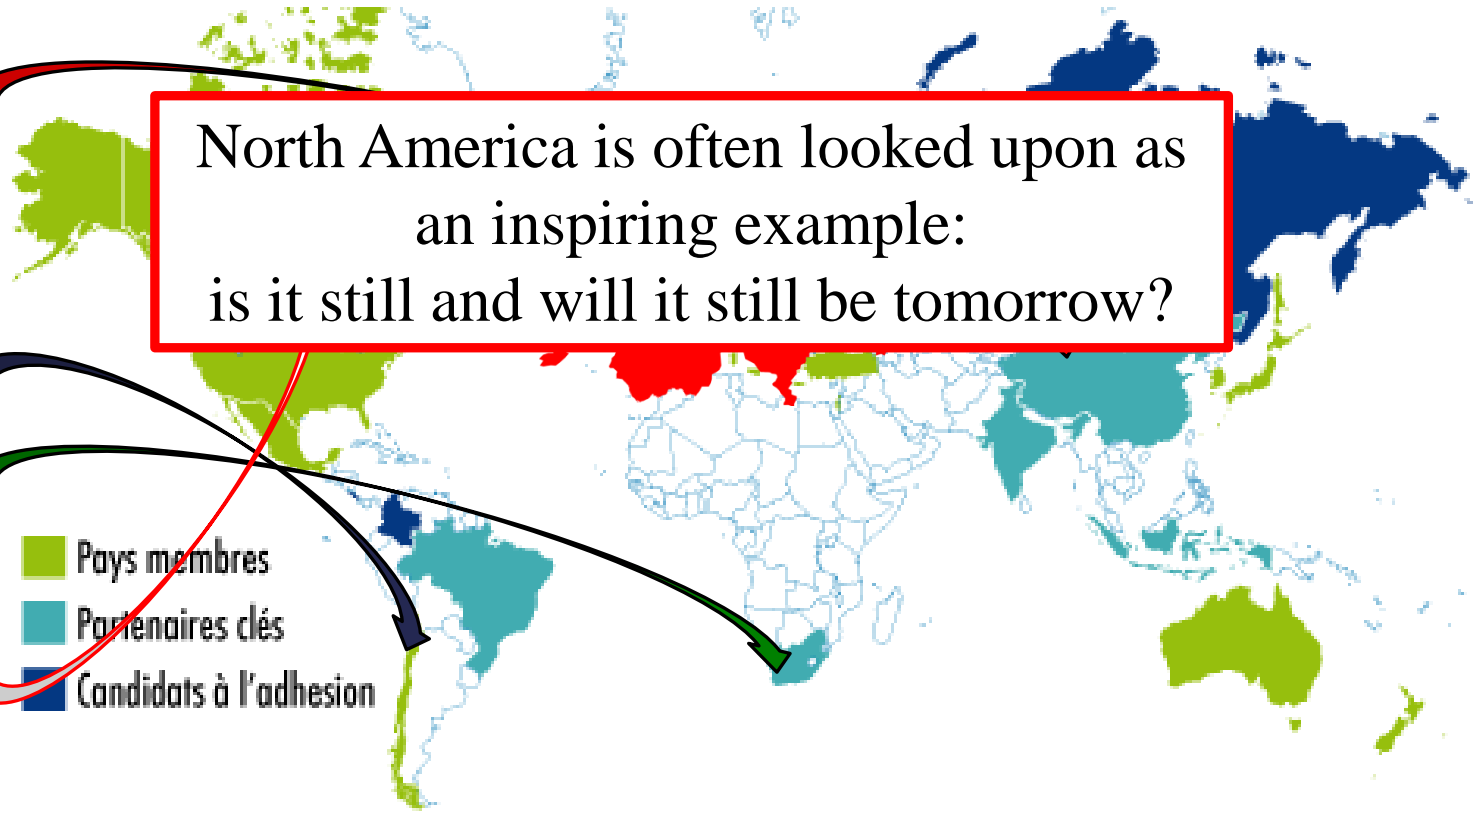 North America is often looked upon as
an inspiring example:
is it still and will it still be tomorrow?
Pays membres
Partenaires clés
Candidats à l'adhesion